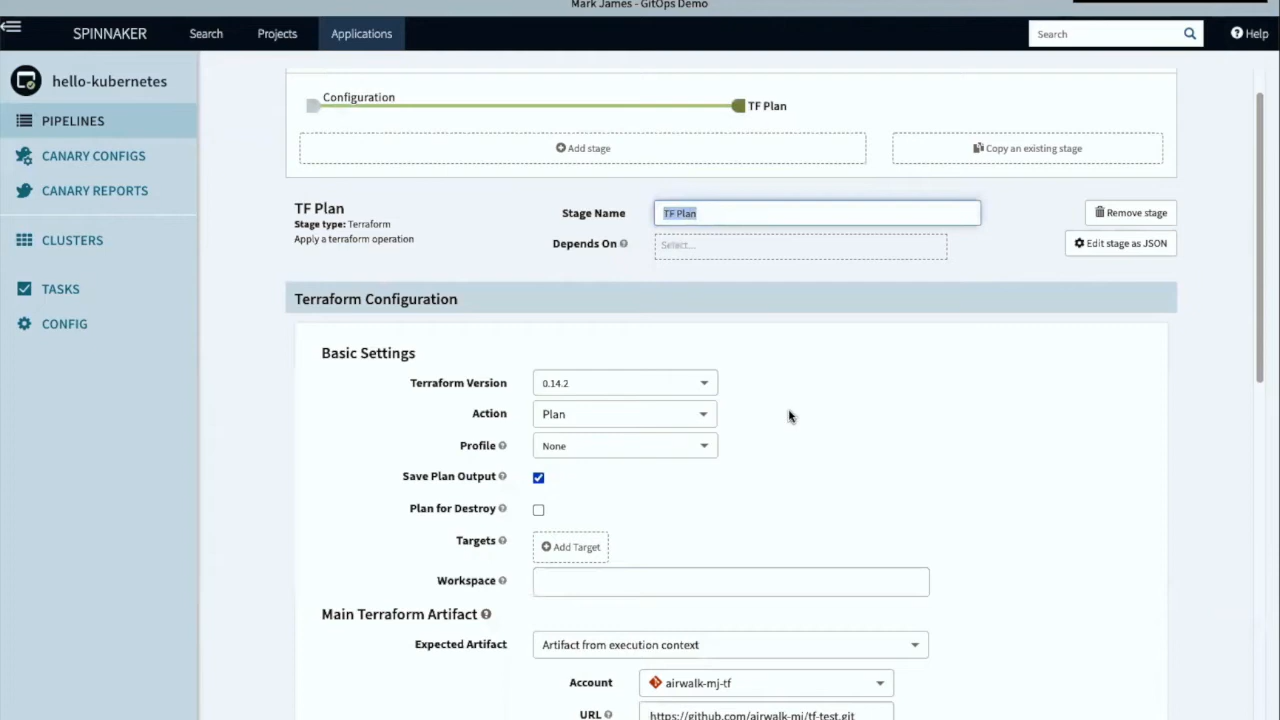 Mark James - GitOps Demo
SPINNAKER Search Projects Applications Search Help
hello-kubernetes
PIPELINES
CANARY CONFIGS
CANARY REPORTS
CLUSTERS
TASKS
CONFIG
Configuration TF Plan
Add stage Copy an existing stage
TF Plan
Stage type: Terraform
Apply a terraform operation
Stage Name TF Plan Remove stage
Depends On Select... Edit stage as JSON
Terraform Configuration
Basic Settings
Terraform Version 0.14.2
Action Plan
Profile None
Save Plan Output
Plan for Destroy
Targets Add Target
Workspace
Main Terraform Artifact
Expected Artifact Artifact from execution context
Account airwalk-mj-tf
URL https://github.com/airwalk-mj/tf-test.git